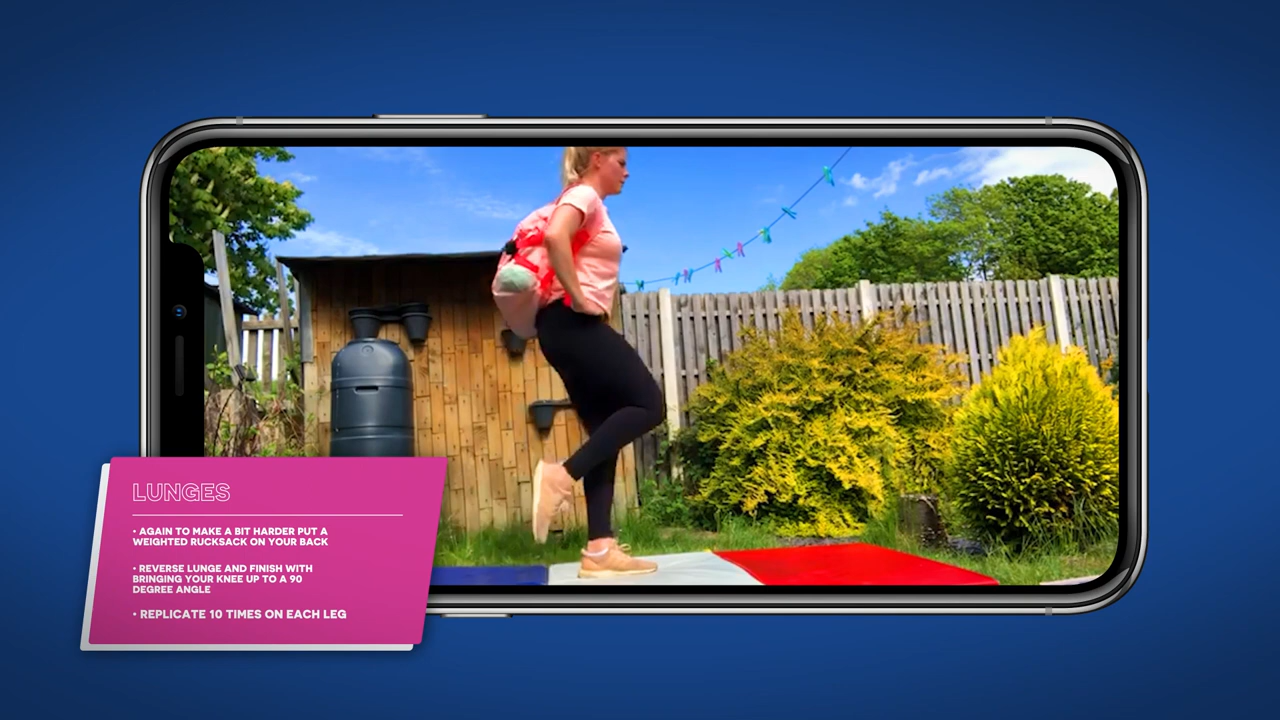 LUNGES
• AGAIN TO MAKE A BIT HARDER PUT A
WEIGHTED RUCKSACK ON YOUR BACK
• REVERSE LUNGE AND FINISH WITH
BRINGING YOUR KNEE UP TO A 90
DEGREE ANGLE
• REPLICATE 10 TIMES ON EACH LEG